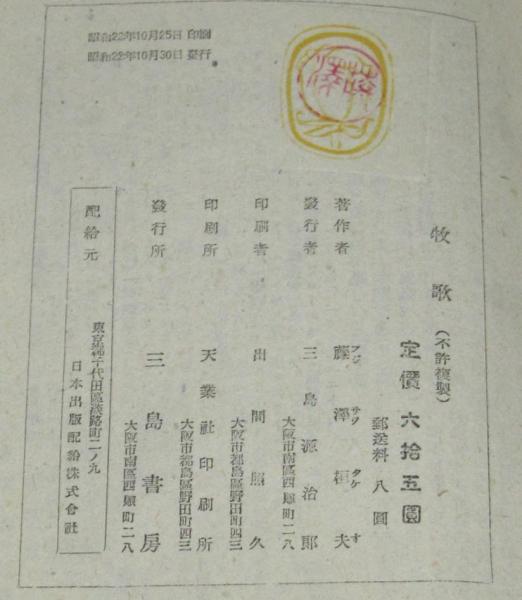 昭和22年10月25日 印刷
昭和22年10月30日 發行
牧歌（不許複製）
定價 六拾五圓
郵送料 八圓
著作者 藤澤桓夫
フジ サワ タケ す
發行者 三島源治郎
大阪市南區四願町二八
印刷者 出間照久
大阪市都島區野田町四三
印刷所 天業社印刷所
大阪市都島區野田町四三
發行所 三島書房
大阪市南區四願町二八
配給元
東京都千代田區淡路町二ノ九
日本出版配給株式會社